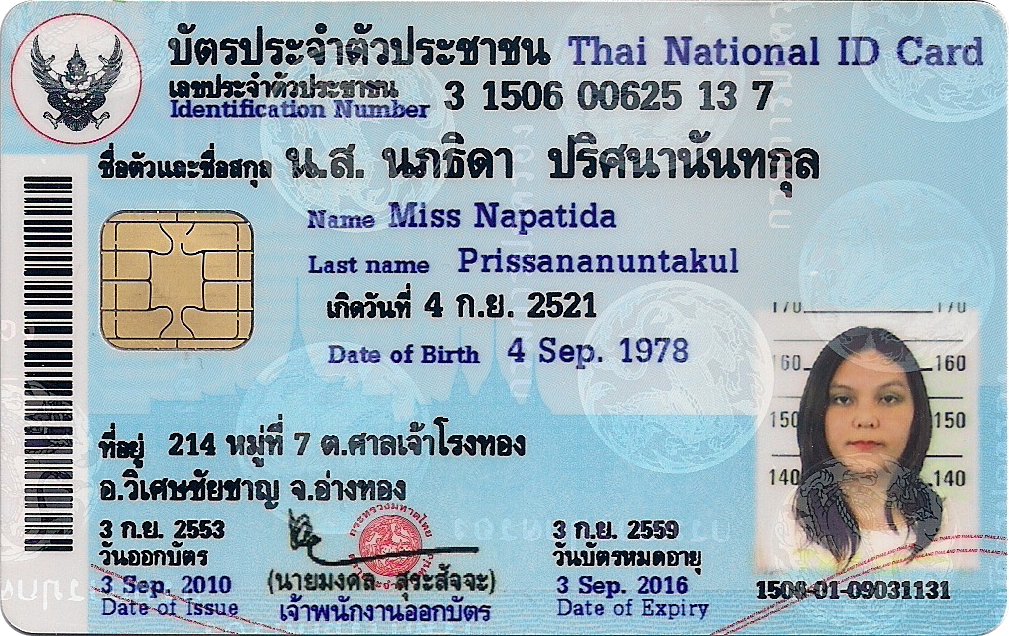 บัตรประจำตัวประชาชน Thai National ID Card
เลขประจำตัวประชาชน
Identification Number 3 1506 00625 13 7
ชื่อตัวและชื่อสกุล น.ส. นภธิดา ปริศนานันทกุล
Name Miss Napatida
Last name Prissananuntakul
เกิดวันที่ 4 ก.ย. 2521
Date of Birth 4 Sep. 1978
170 170
160 160
150 150
140 140
ที่อยู่ 214 หมู่ที่ 7 ต.ศาลเจ้าโรงทอง
อ.วิเศษชัยชาญ จ.อ่างทอง
3 ก.ย. 2553
วันออกบัตร
3 Sep. 2010
Date of Issue
กระทรวงมหาดไทย
(นายมงคล สุระสัจจะ)
เจ้าพนักงานออกบัตร
3 ก.ย. 2559
วันบัตรหมดอายุ
3 Sep. 2016
Date of Expiry
1506-01-09031131